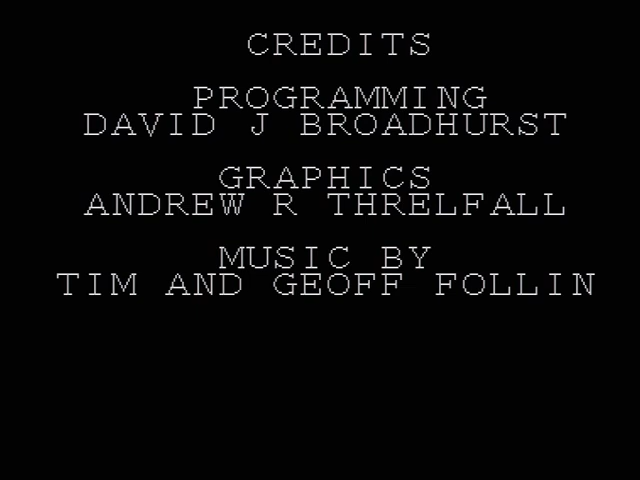 CREDITS
PROGRAMMING
DAVID J BROADHURST
GRAPHICS
ANDREW R THRELFALL
MUSIC BY
TIM AND GEOFF FOLLIN